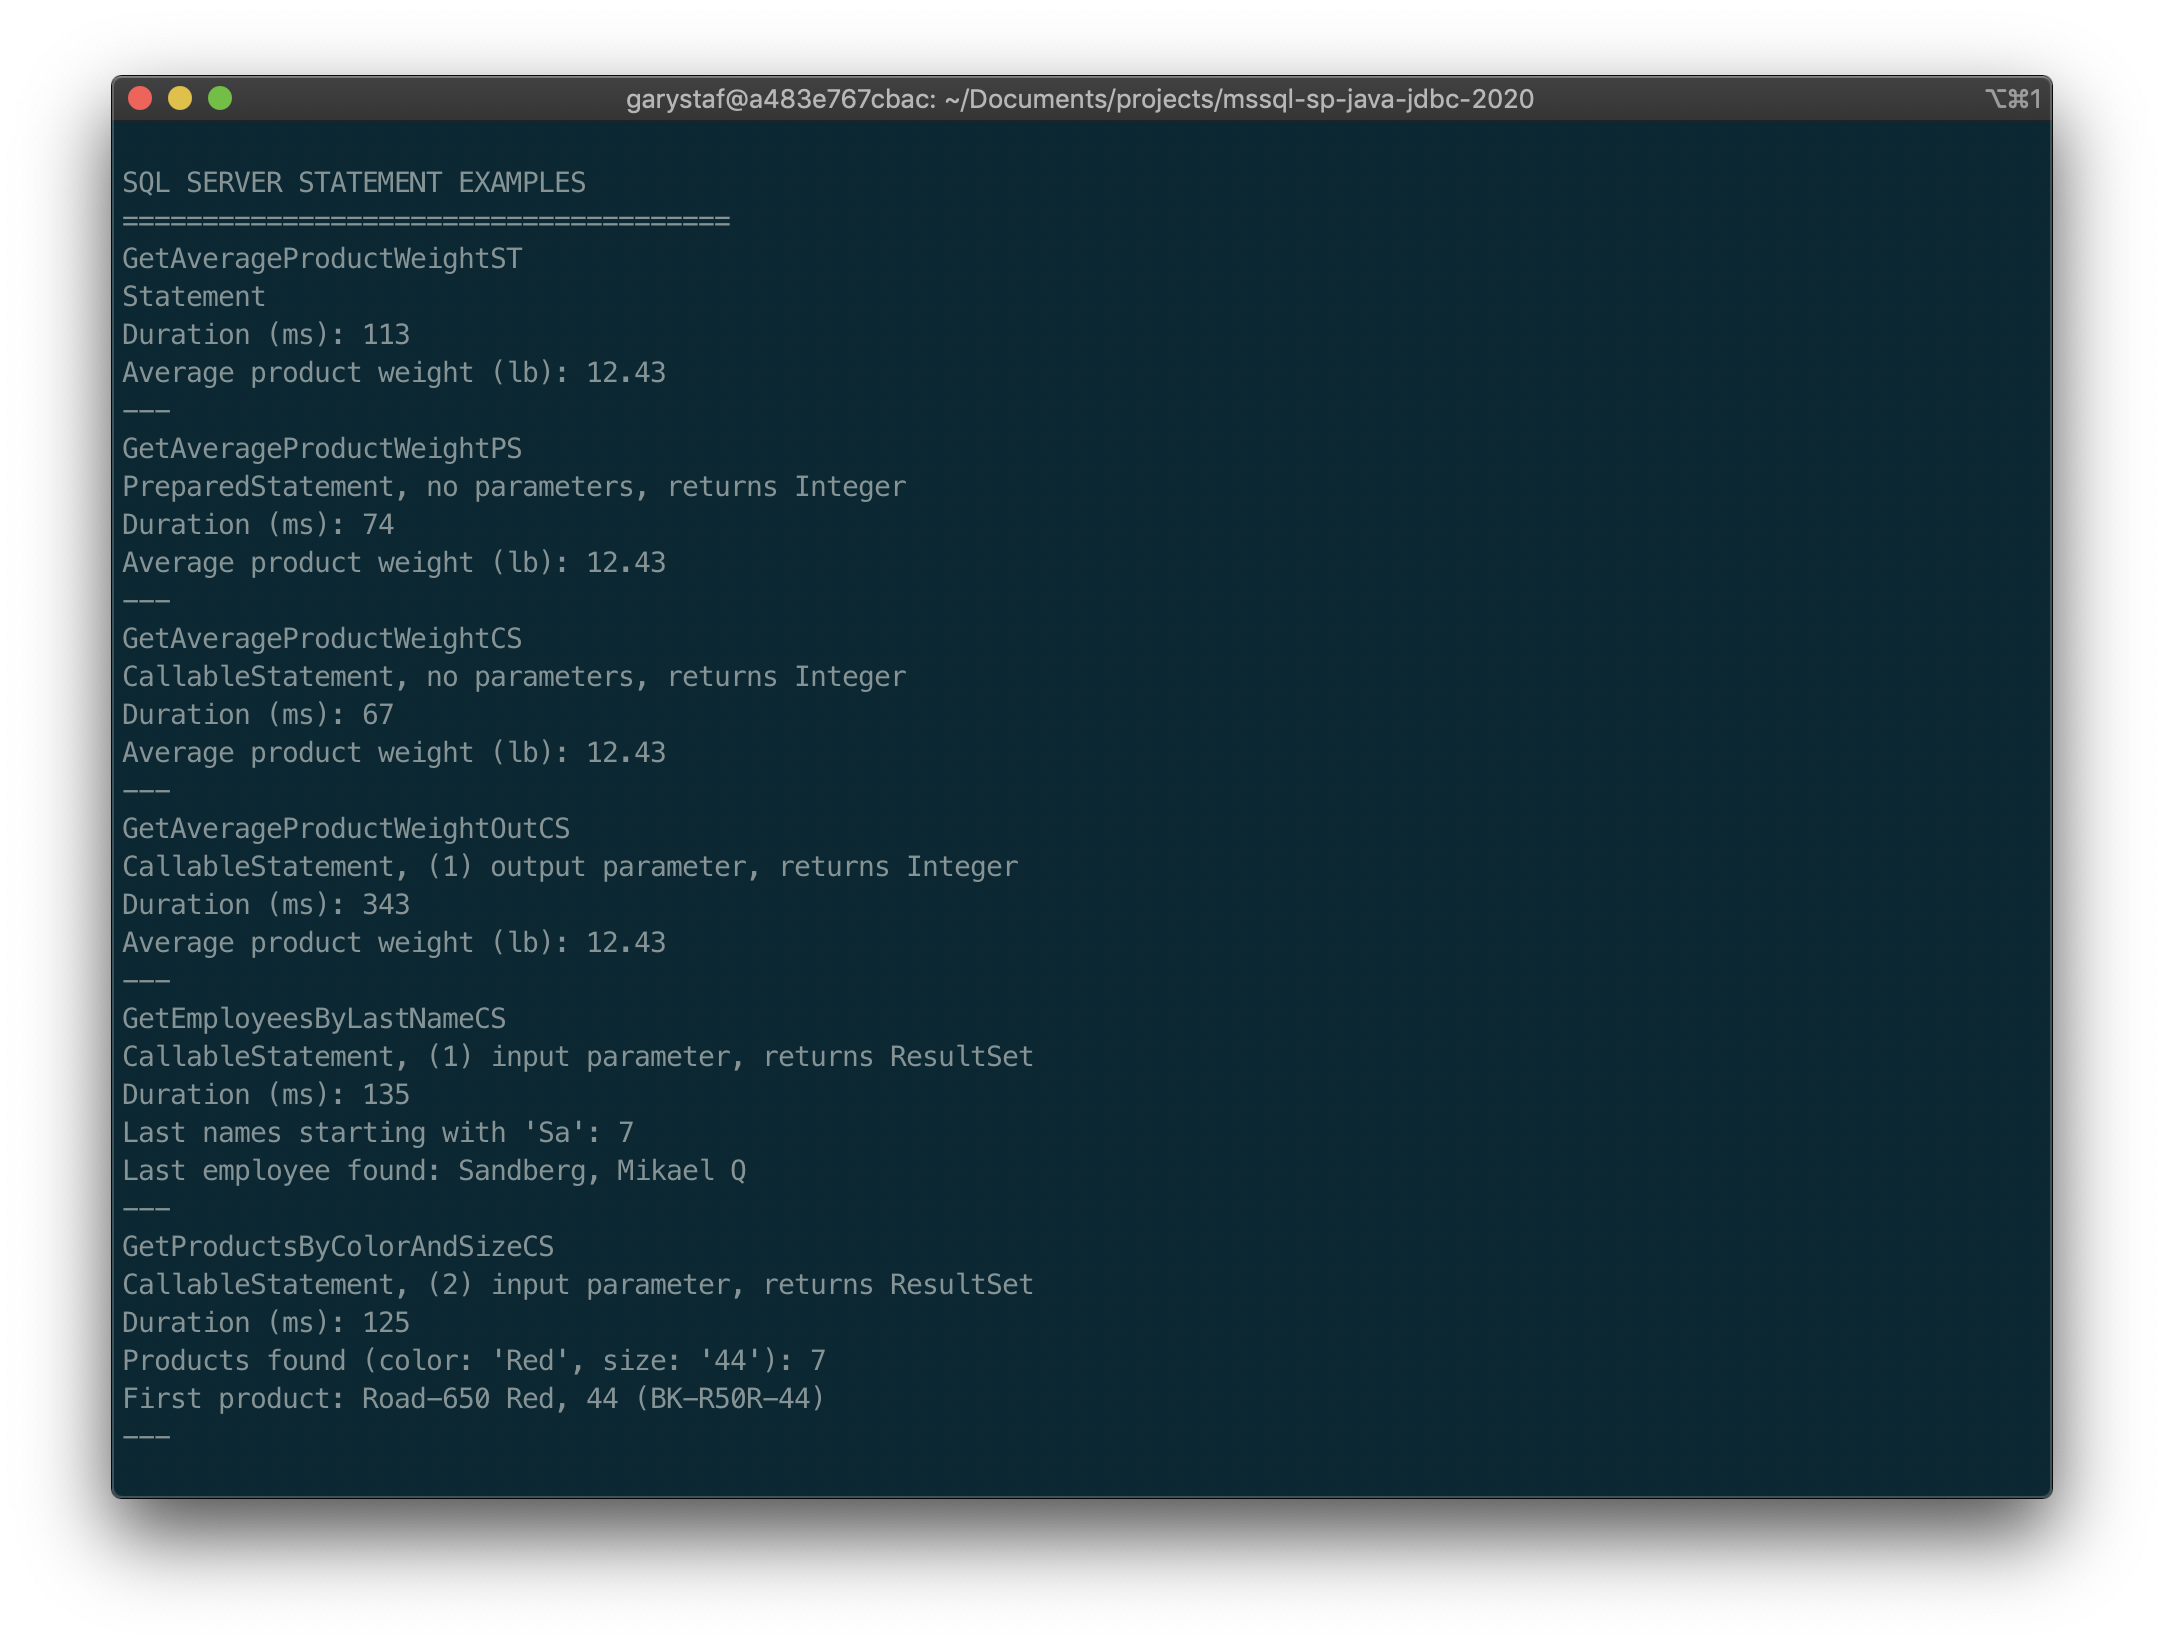 garystaf@a483e767cbac: ~/Documents/projects/mssql-sp-java-jdbc-2020 ⌥⌘1
SQL SERVER STATEMENT EXAMPLES
======================================
GetAverageProductWeightST
Statement
Duration (ms): 113
Average product weight (lb): 12.43
---
GetAverageProductWeightPS
PreparedStatement, no parameters, returns Integer
Duration (ms): 74
Average product weight (lb): 12.43
---
GetAverageProductWeightCS
CallableStatement, no parameters, returns Integer
Duration (ms): 67
Average product weight (lb): 12.43
---
GetAverageProductWeightOutCS
CallableStatement, (1) output parameter, returns Integer
Duration (ms): 343
Average product weight (lb): 12.43
---
GetEmployeesByLastNameCS
CallableStatement, (1) input parameter, returns ResultSet
Duration (ms): 135
Last names starting with 'Sa': 7
Last employee found: Sandberg, Mikael Q
---
GetProductsByColorAndSizeCS
CallableStatement, (2) input parameter, returns ResultSet
Duration (ms): 125
Products found (color: 'Red', size: '44'): 7
First product: Road-650 Red, 44 (BK-R50R-44)
---